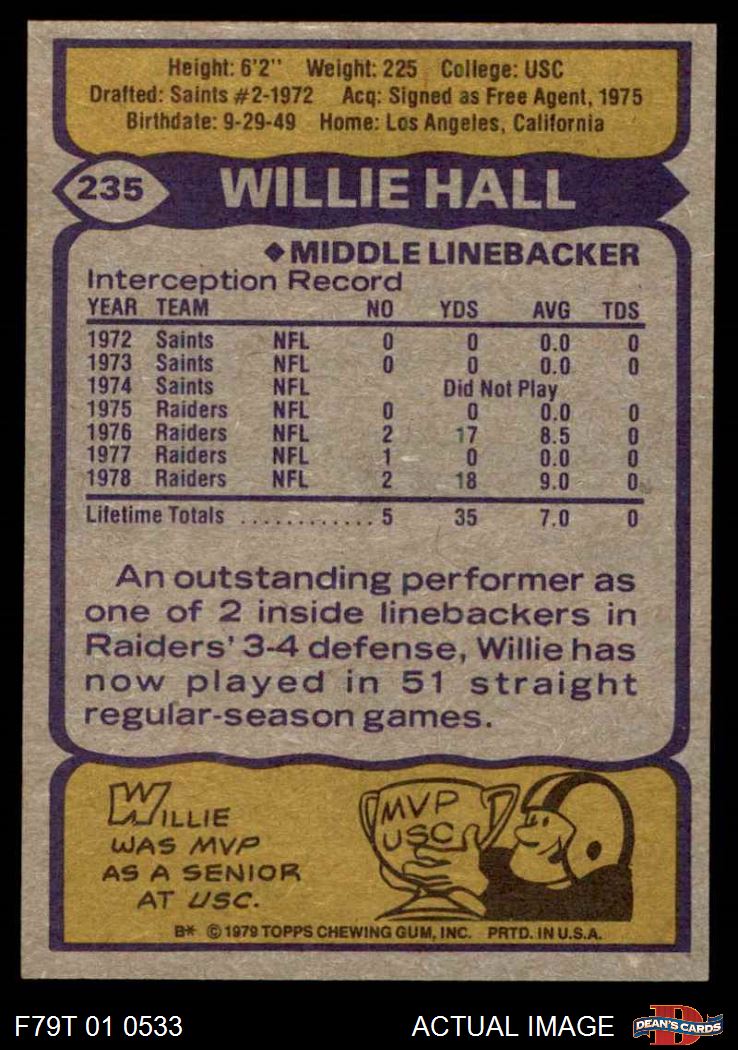 Height: 6'2" Weight: 225 College: USC
Drafted: Saints #2-1972 Acq: Signed as Free Agent, 1975
Birthdate: 9-29-49 Home: Los Angeles, California
235 WILLIE HALL
◆ MIDDLE LINEBACKER
Interception Record
YEAR TEAM NO YDS AVG TDS
1972 Saints NFL 0 0 0.0 0
1973 Saints NFL 0 0 0.0 0
1974 Saints NFL Did Not Play
1975 Raiders NFL 0 0 0.0 0
1976 Raiders NFL 2 17 8.5 0
1977 Raiders NFL 1 0 0.0 0
1978 Raiders NFL 2 18 9.0 0
Lifetime Totals ............ 5 35 7.0 0
An outstanding performer as
one of 2 inside linebackers in
Raiders' 3-4 defense, Willie has
now played in 51 straight
regular-season games.
WILLIE
WAS MVP
AS A SENIOR
AT USC.
MVP
USC
B* © 1979 TOPPS CHEWING GUM, INC. PRTD. IN U.S.A.
F79T 01 0533 ACTUAL IMAGE
D
DEAN'S CARDS